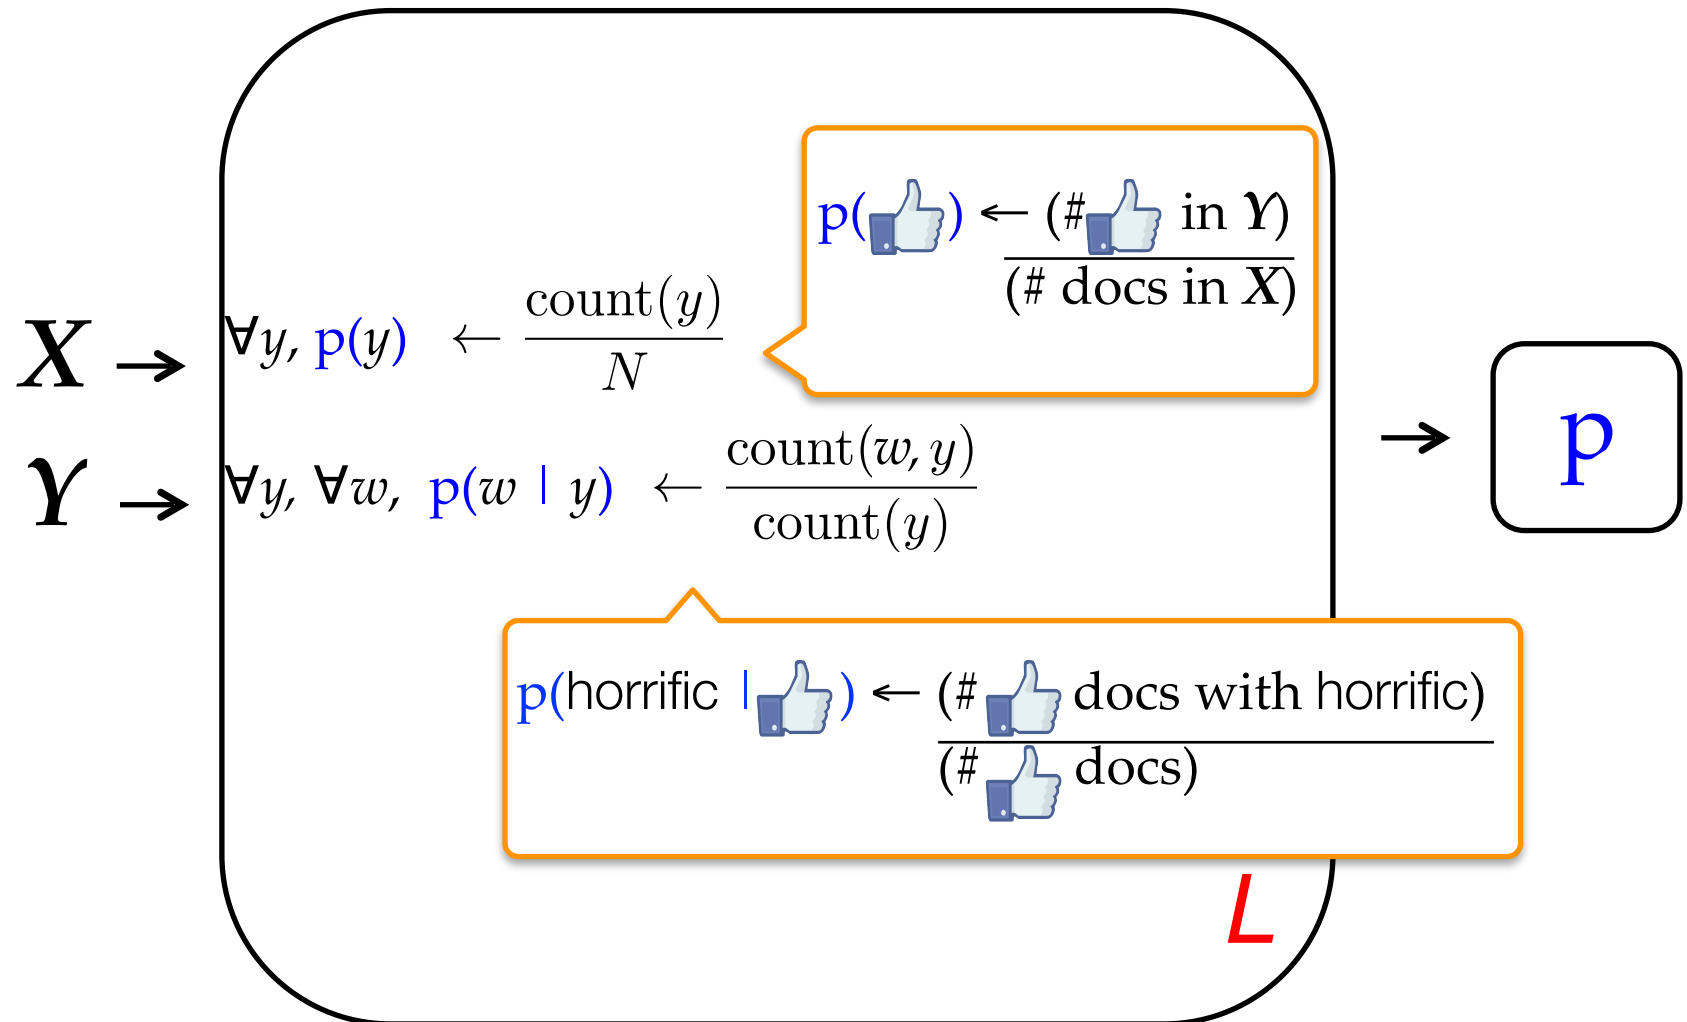 p(👍) ← (#👍 in Y)
(# docs in X)
X → ∀y, p(y) ← count(y) / N
Y → ∀y, ∀w, p(w | y) ← count(w, y) / count(y)
→ p
p(horrific |👍) ← (#👍 docs with horrific)
(#👍 docs)
L